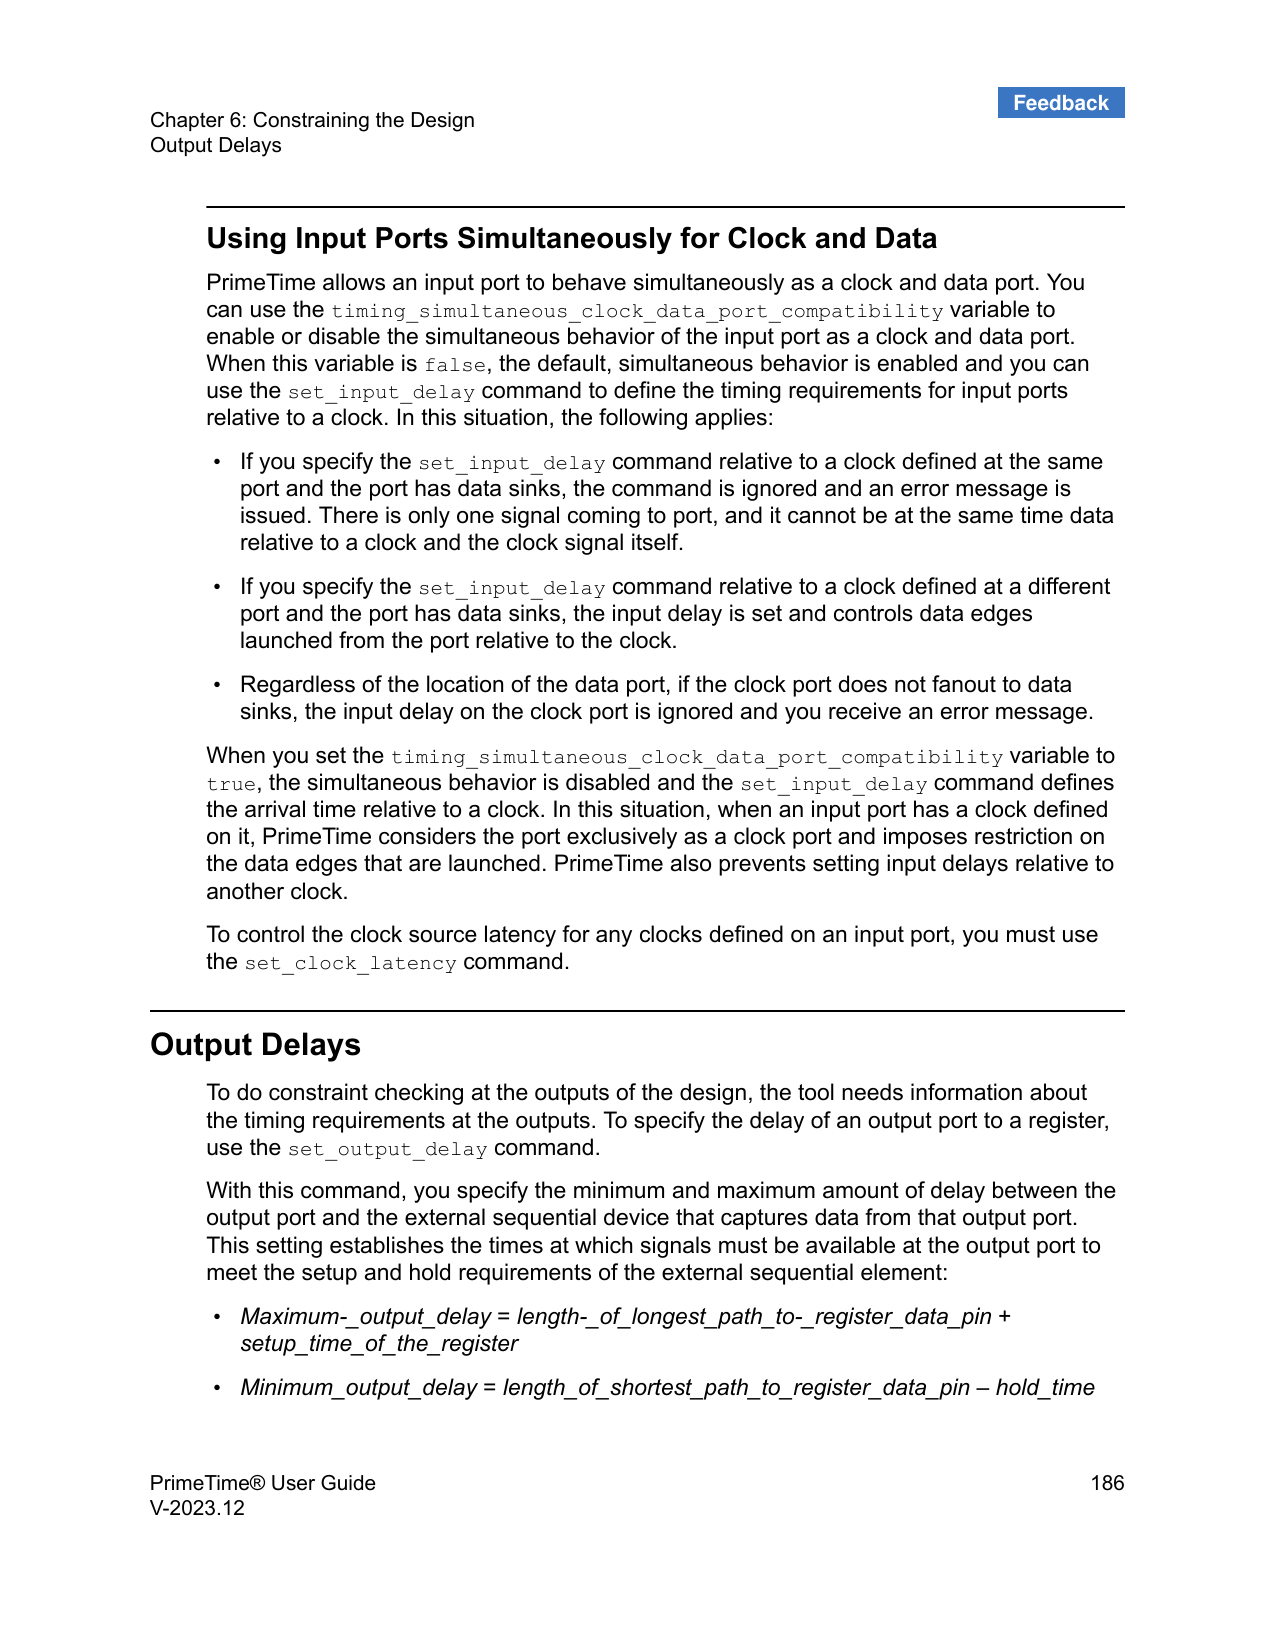 Feedback
Chapter 6: Constraining the Design
Output Delays
Using Input Ports Simultaneously for Clock and Data
PrimeTime allows an input port to behave simultaneously as a clock and data port. You
can use the timing_simultaneous_clock_data_port_compatibility variable to
enable or disable the simultaneous behavior of the input port as a clock and data port.
When this variable is false, the default, simultaneous behavior is enabled and you can
use the set_input_delay command to define the timing requirements for input ports
relative to a clock. In this situation, the following applies:
• If you specify the set_input_delay command relative to a clock defined at the same
port and the port has data sinks, the command is ignored and an error message is
issued. There is only one signal coming to port, and it cannot be at the same time data
relative to a clock and the clock signal itself.
• If you specify the set_input_delay command relative to a clock defined at a different
port and the port has data sinks, the input delay is set and controls data edges
launched from the port relative to the clock.
• Regardless of the location of the data port, if the clock port does not fanout to data
sinks, the input delay on the clock port is ignored and you receive an error message.
When you set the timing_simultaneous_clock_data_port_compatibility variable to
true, the simultaneous behavior is disabled and the set_input_delay command defines
the arrival time relative to a clock. In this situation, when an input port has a clock defined
on it, PrimeTime considers the port exclusively as a clock port and imposes restriction on
the data edges that are launched. PrimeTime also prevents setting input delays relative to
another clock.
To control the clock source latency for any clocks defined on an input port, you must use
the set_clock_latency command.
Output Delays
To do constraint checking at the outputs of the design, the tool needs information about
the timing requirements at the outputs. To specify the delay of an output port to a register,
use the set_output_delay command.
With this command, you specify the minimum and maximum amount of delay between the
output port and the external sequential device that captures data from that output port.
This setting establishes the times at which signals must be available at the output port to
meet the setup and hold requirements of the external sequential element:
• Maximum-_output_delay = length-_of_longest_path_to-_register_data_pin +
setup_time_of_the_register
• Minimum_output_delay = length_of_shortest_path_to_register_data_pin – hold_time
PrimeTime® User Guide
186
V-2023.12